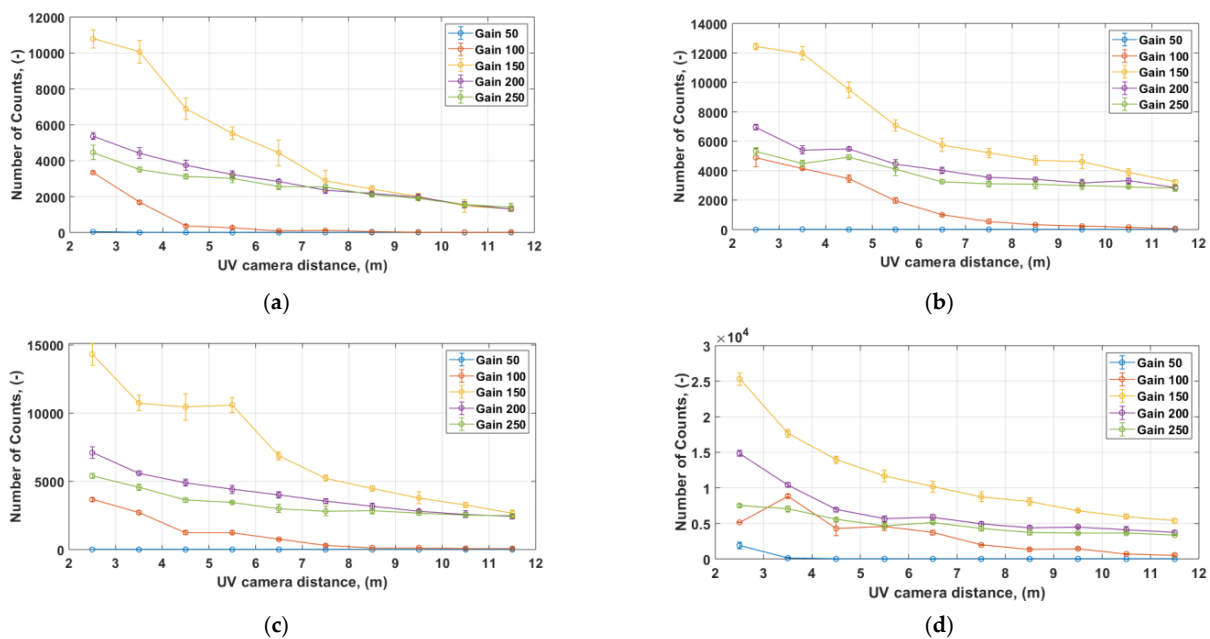 12000
10000
8000
6000
4000
2000
0
Number of Counts, (-)
Gain 50
Gain 100
Gain 150
Gain 200
Gain 250
2 3 4 5 6 7 8 9 10 11 12
UV camera distance, (m)
(a)
14000
12000
10000
8000
6000
4000
2000
0
Number of Counts, (-)
Gain 50
Gain 100
Gain 150
Gain 200
Gain 250
2 3 4 5 6 7 8 9 10 11 12
UV camera distance, (m)
(b)
15000
10000
5000
0
Number of Counts, (-)
Gain 50
Gain 100
Gain 150
Gain 200
Gain 250
2 3 4 5 6 7 8 9 10 11 12
UV camera distance, (m)
(c)
×10⁴
3
2.5
2
1.5
1
0.5
0
Number of Counts, (-)
Gain 50
Gain 100
Gain 150
Gain 200
Gain 250
2 3 4 5 6 7 8 9 10 11 12
UV camera distance, (m)
(d)